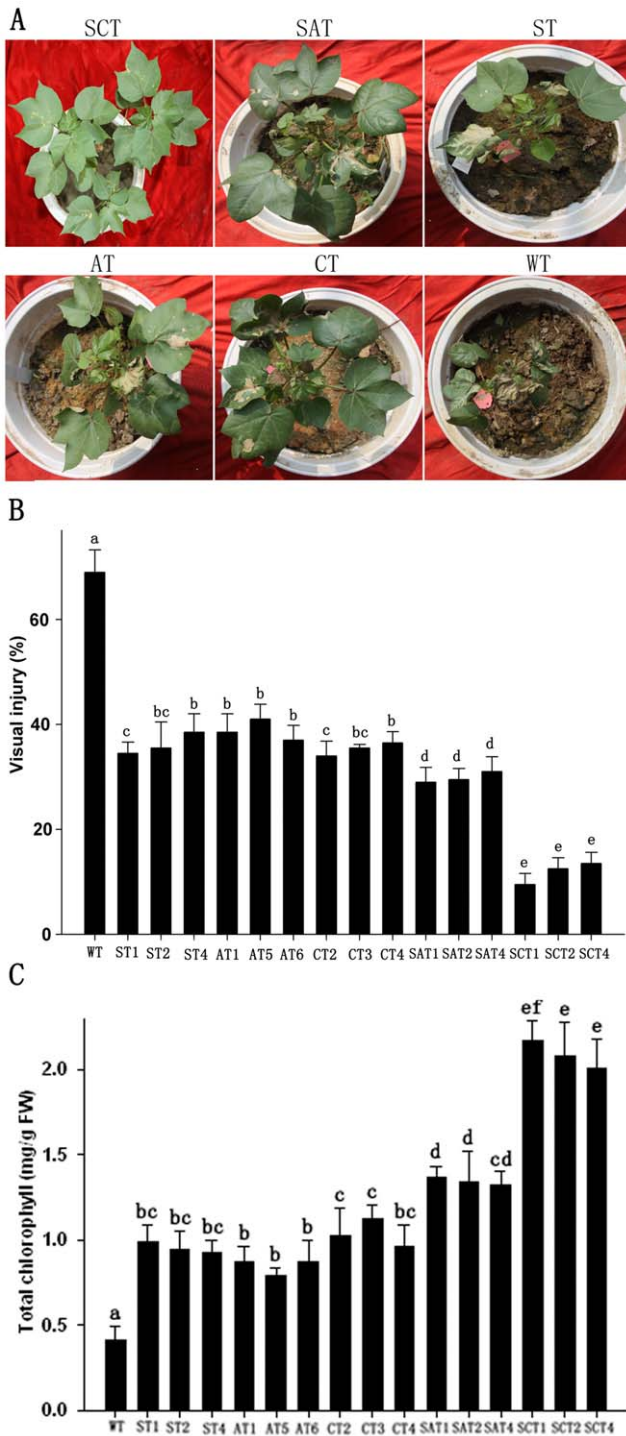 A
SCT SAT ST
AT CT WT
B
Visual injury (%)
60
40
20
0
a
c bc b b b b c bc b d d d e e e
WT ST1 ST2 ST4 AT1 AT5 AT6 CT2 CT3 CT4 SAT1 SAT2 SAT4 SCT1 SCT2 SCT4
C
Total chlorophyll (mg/g FW)
2.0
1.5
1.0
0.5
0.0
a bc bc bc b b b c c bc d d cd ef e e
WT ST1 ST2 ST4 AT1 AT5 AT6 CT2 CT3 CT4 SAT1 SAT2 SAT4 SCT1 SCT2 SCT4